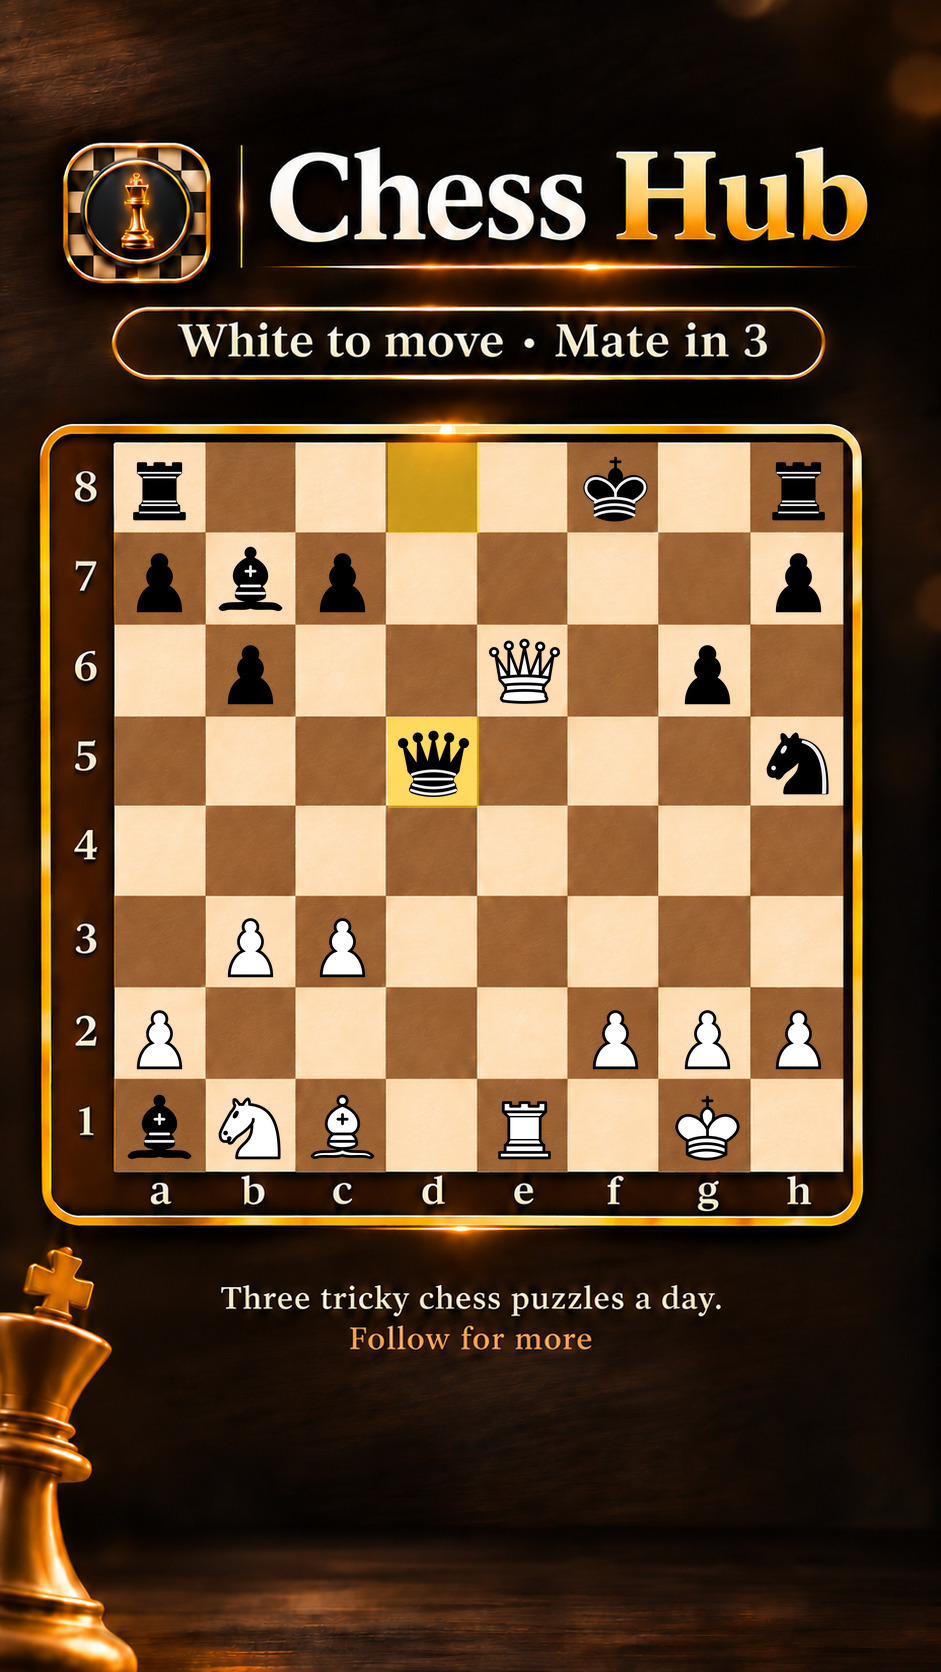 Chess Hub
White to move • Mate in 3
8
7
6
5
4
3
2
1
a b c d e f g h
Three tricky chess puzzles a day.
Follow for more